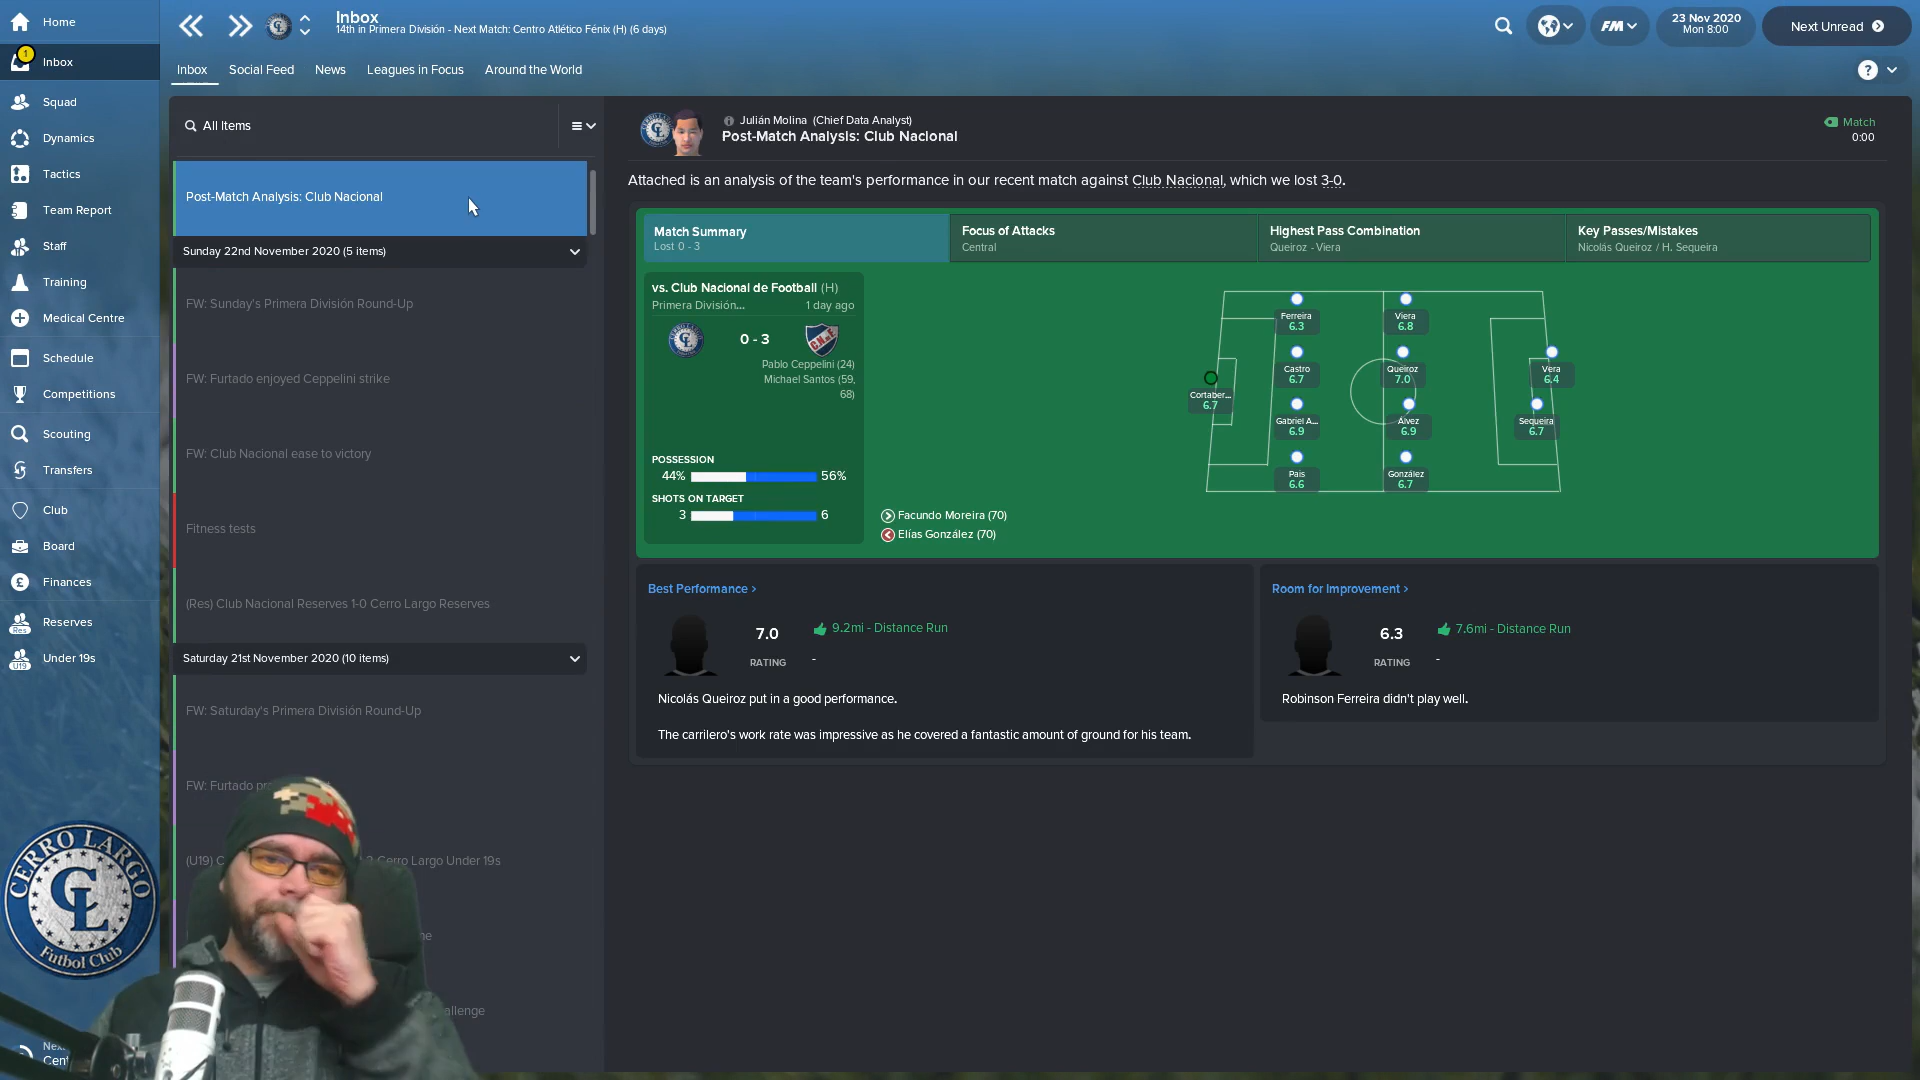 Home
1
Inbox
Squad
Dynamics
Tactics
Team Report
Staff
Training
Medical Centre
Schedule
Competitions
Scouting
Transfers
Club
Board
Finances
Res
Reserves
U19
Under 19s
CERRO LARGO
CL
Futbol Club
Inbox
14th in Primera División - Next Match: Centro Atlético Fénix (H) (6 days)
FM
23 Nov 2020
Mon 8:00
Next Unread
Inbox
Social Feed
News
Leagues in Focus
Around the World
?
All Items
Post-Match Analysis: Club Nacional
Sunday 22nd November 2020 (5 items)
FW: Sunday's Primera División Round-Up
FW: Furtado enjoyed Ceppelini strike
FW: Club Nacional ease to victory
Fitness tests
(Res) Club Nacional Reserves 1-0 Cerro Largo Reserves
Saturday 21st November 2020 (10 items)
FW: Saturday's Primera División Round-Up
FW: Furtado
(U19)
Cerro Largo Under 19s
Julián Molina (Chief Data Analyst)
Post-Match Analysis: Club Nacional
Match
0:00
Attached is an analysis of the team's performance in our recent match against Club Nacional, which we lost 3-0.
Match Summary
Lost 0 - 3
Focus of Attacks
Central
Highest Pass Combination
Queiroz - Viera
Key Passes/Mistakes
Nicolás Queiroz / H. Sequeira
vs. Club Nacional de Football (H)
Primera División...
1 day ago
0 - 3
Pablo Ceppelini (24)
Michael Santos (59,
68)
POSSESSION
44%
56%
SHOTS ON TARGET
3
6
Ferreira
6.3
Viera
6.8
Castro
6.7
Queiroz
7.0
Vera
6.4
Cortaber...
6.7
Gabriel A...
6.9
Álvez
6.9
Sequeira
6.7
Pais
6.6
González
6.7
Facundo Moreira (70)
Elías González (70)
Best Performance >
7.0
RATING
9.2mi - Distance Run
-
Nicolás Queiroz put in a good performance.
The carrilero's work rate was impressive as he covered a fantastic amount of ground for his team.
Room for Improvement >
6.3
RATING
7.6mi - Distance Run
-
Robinson Ferreira didn't play well.